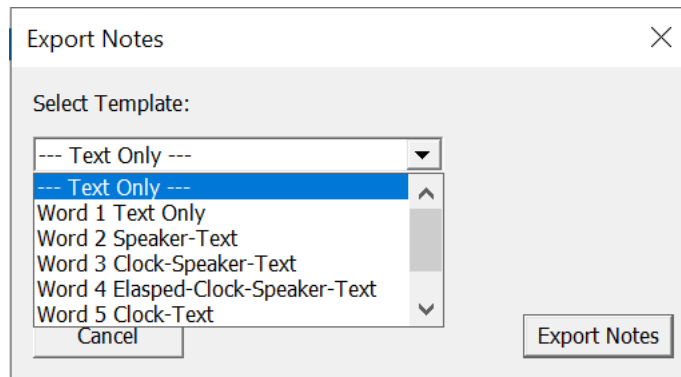 Export Notes
Select Template:
--- Text Only ---
--- Text Only ---
Word 1 Text Only
Word 2 Speaker-Text
Word 3 Clock-Speaker-Text
Word 4 Elasped-Clock-Speaker-Text
Word 5 Clock-Text
Cancel
Export Notes